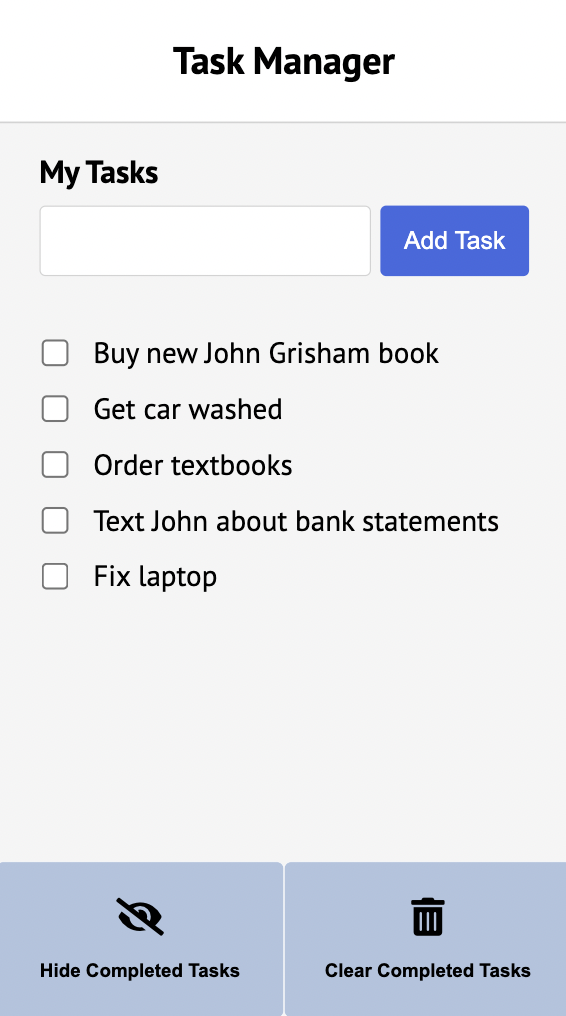 Task Manager
My Tasks
Add Task
Buy new John Grisham book
Get car washed
Order textbooks
Text John about bank statements
Fix laptop
Hide Completed Tasks
Clear Completed Tasks